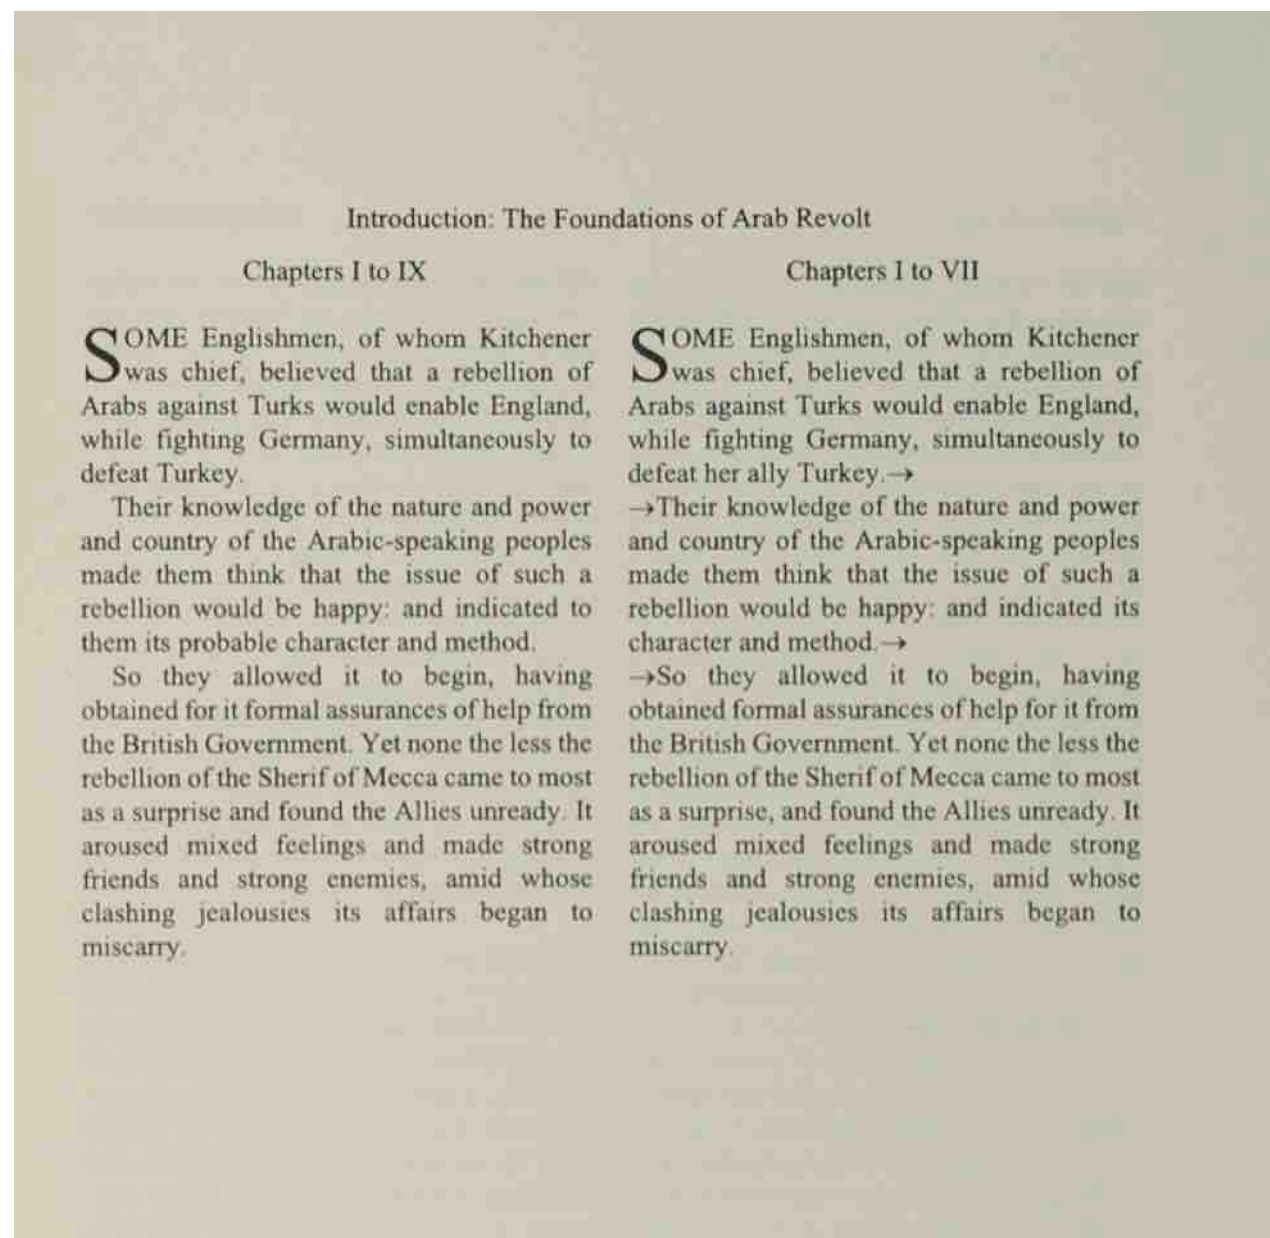 Introduction: The Foundations of Arab Revolt
Chapters I to IX
SOME Englishmen, of whom Kitchener
was chief, believed that a rebellion of
Arabs against Turks would enable England,
while fighting Germany, simultaneously to
defeat Turkey.
Their knowledge of the nature and power
and country of the Arabic-speaking peoples
made them think that the issue of such a
rebellion would be happy: and indicated to
them its probable character and method.
So they allowed it to begin, having
obtained for it formal assurances of help from
the British Government. Yet none the less the
rebellion of the Sherif of Mecca came to most
as a surprise and found the Allies unready. It
aroused mixed feelings and made strong
friends and strong enemies, amid whose
clashing jealousies its affairs began to
miscarry.
Chapters I to VII
SOME Englishmen, of whom Kitchener
was chief, believed that a rebellion of
Arabs against Turks would enable England,
while fighting Germany, simultaneously to
defeat her ally Turkey.→
→Their knowledge of the nature and power
and country of the Arabic-speaking peoples
made them think that the issue of such a
rebellion would be happy: and indicated its
character and method.→
→So they allowed it to begin, having
obtained formal assurances of help for it from
the British Government. Yet none the less the
rebellion of the Sherif of Mecca came to most
as a surprise, and found the Allies unready. It
aroused mixed feelings and made strong
friends and strong enemies, amid whose
clashing jealousies its affairs began to
miscarry.